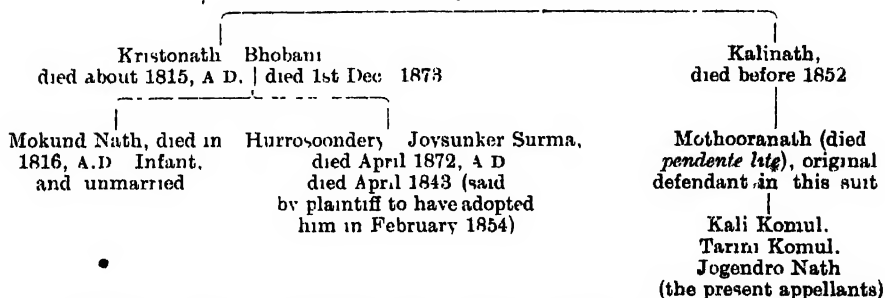 Kristonath Bhobani
died about 1815, A D. died 1st Dec 1873
Kalinath,
died before 1852
Mokund Nath, died in
1816, A.D Infant,
and unmarried
Hurrosoondery Joysunker Surma,
died April 1872, A D
died April 1843 (said
by plaintiff to have adopted
him in February 1854)
Mothooranath (died
pendente lite), original
defendant in this suit
Kali Komul.
Tarini Komul.
Jogendro Nath
(the present appellants)